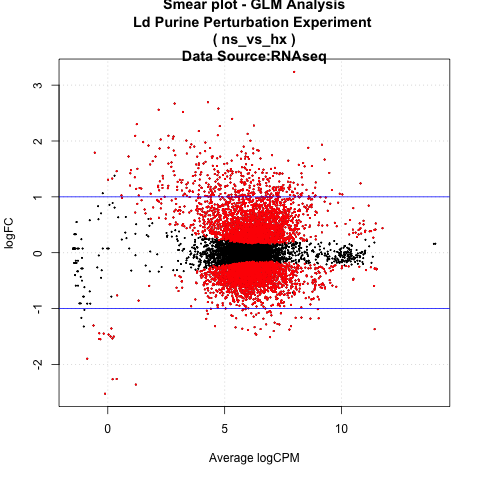 Smear plot - GLM Analysis
Ld Purine Perturbation Experiment
( ns_vs_hx )
Data Source:RNAseq
3
2
1
0
-1
-2
logFC
0 5 10
Average logCPM